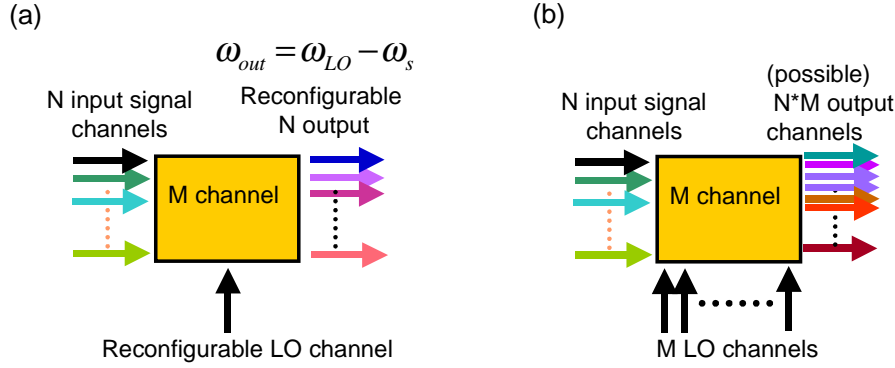 (a)
ω_out = ω_LO − ω_s
N input signal
channels
Reconfigurable
N output
M channel
Reconfigurable LO channel
(b)
N input signal
channels
(possible)
N*M output
channels
M channel
M LO channels